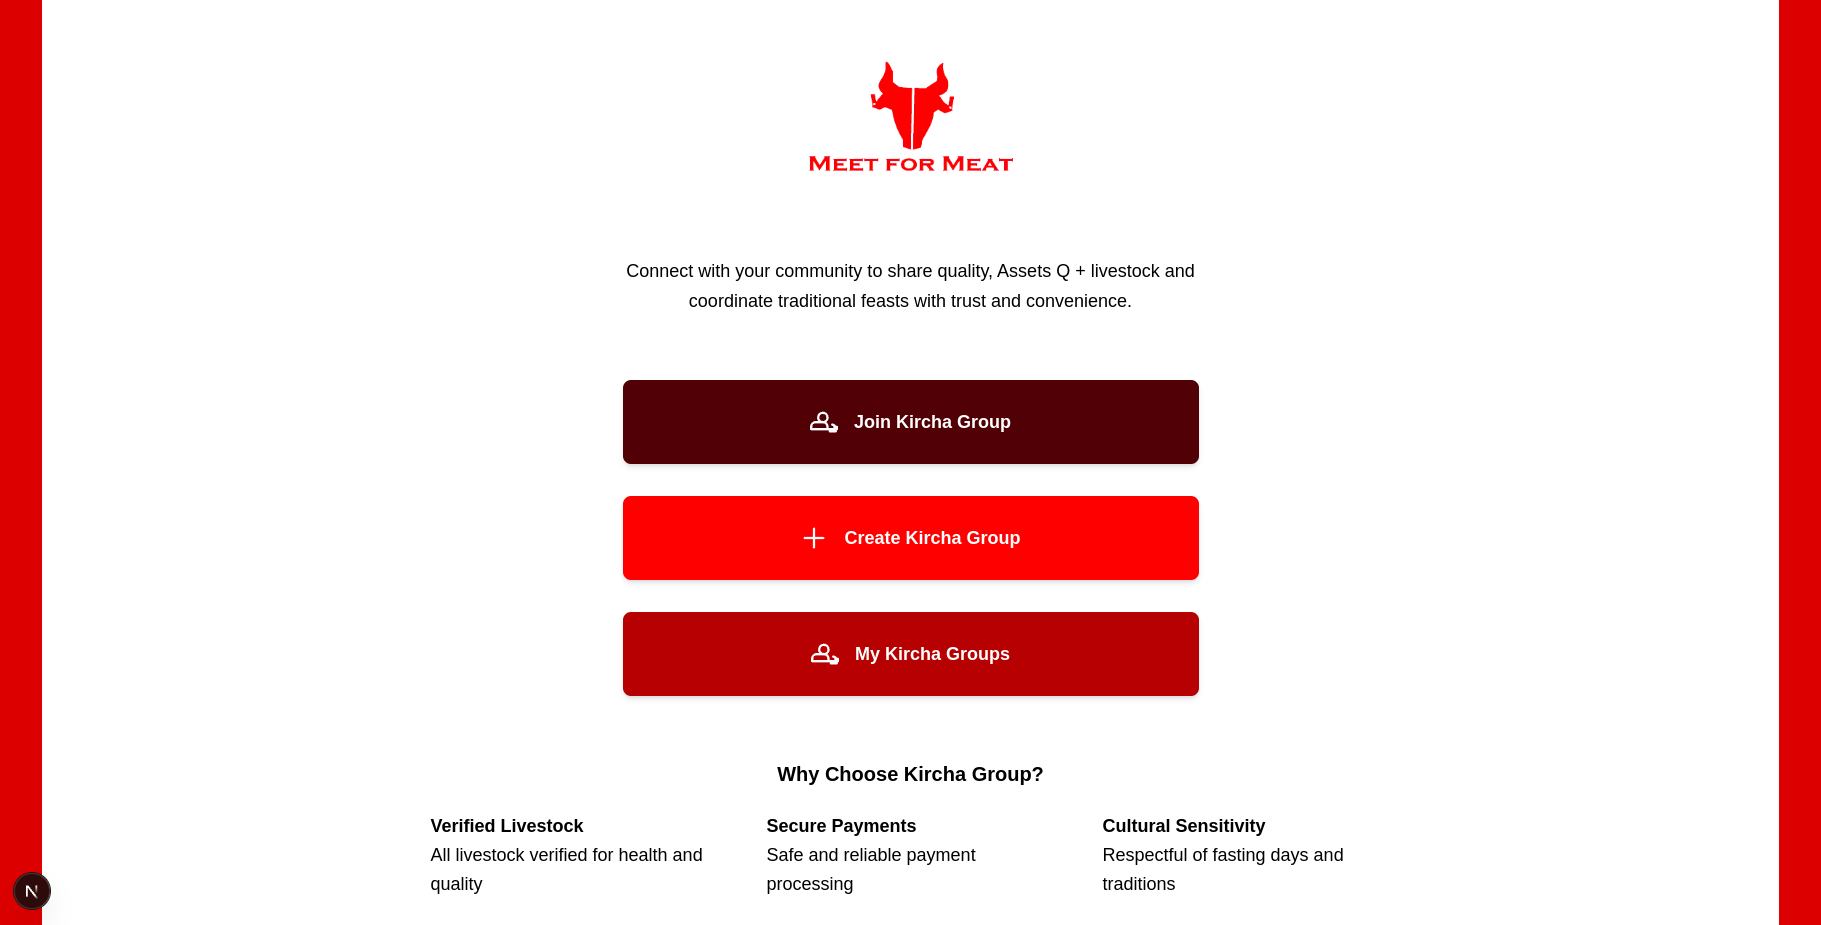 MEET FOR MEAT
Connect with your community to share quality, Assets Q + livestock and
coordinate traditional feasts with trust and convenience.
Join Kircha Group
Create Kircha Group
My Kircha Groups
Why Choose Kircha Group?
Verified Livestock
All livestock verified for health and
quality
Secure Payments
Safe and reliable payment
processing
Cultural Sensitivity
Respectful of fasting days and
traditions
N